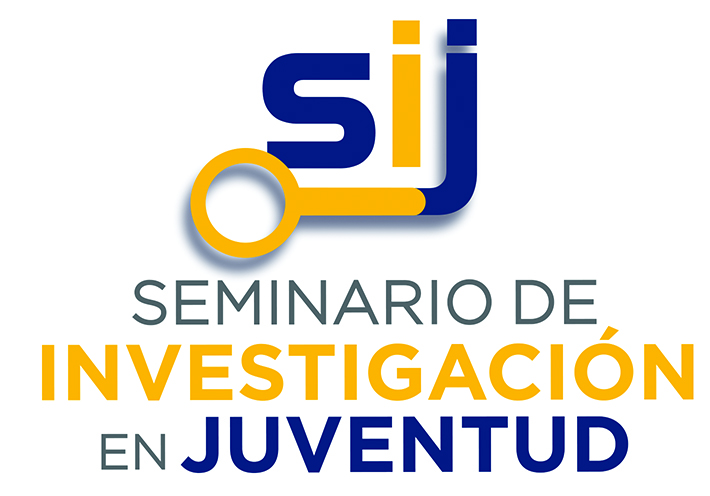 sij
SEMINARIO DE
INVESTIGACIÓN
EN JUVENTUD